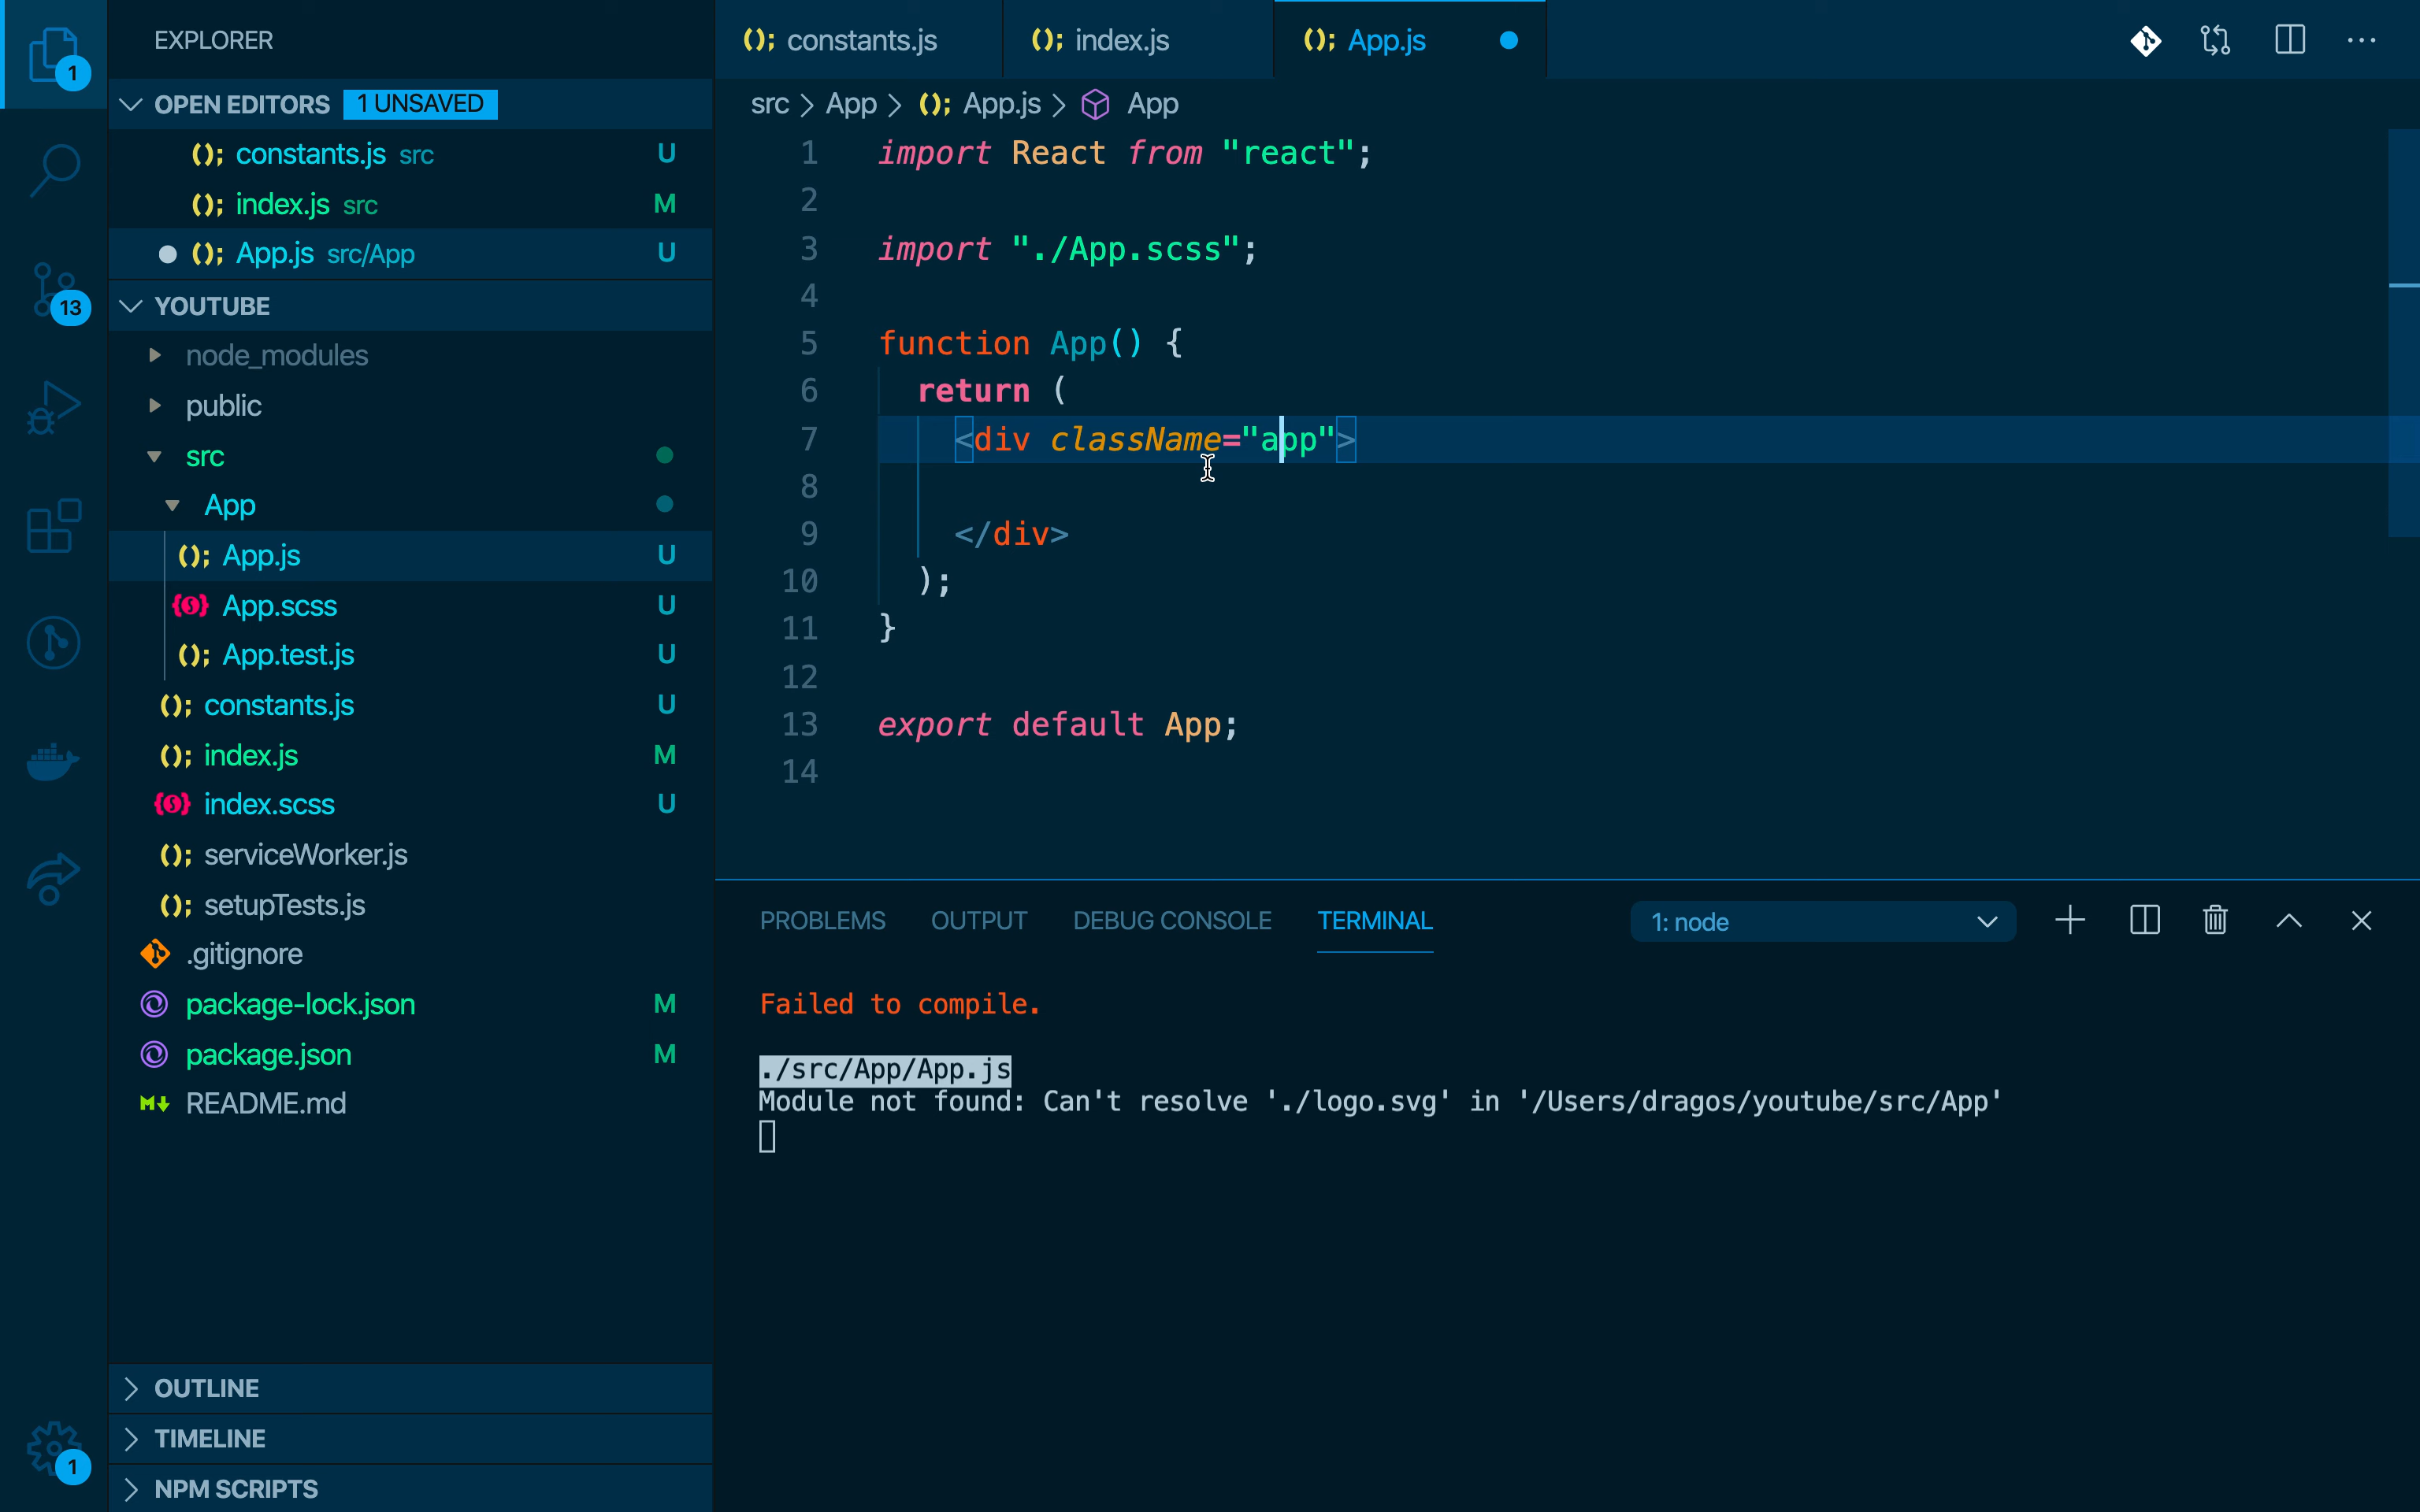 EXPLORER
OPEN EDITORS 1 UNSAVED
constants.js src U
index.js src M
App.js src/App U
YOUTUBE
node_modules
public
src
App
App.js U
App.scss U
App.test.js U
constants.js U
index.js M
index.scss U
serviceWorker.js
setupTests.js
.gitignore
package-lock.json M
package.json M
README.md
OUTLINE
TIMELINE
NPM SCRIPTS
1
13
1
constants.js index.js App.js
src > App > App.js > App
1 import React from "react";
2
3 import "./App.scss";
4
5 function App() {
6 return (
7 <div className="app">
8
9 </div>
10 );
11 }
12
13 export default App;
14
PROBLEMS OUTPUT DEBUG CONSOLE TERMINAL 1: node
Failed to compile.
./src/App/App.js
Module not found: Can't resolve './logo.svg' in '/Users/dragos/youtube/src/App'